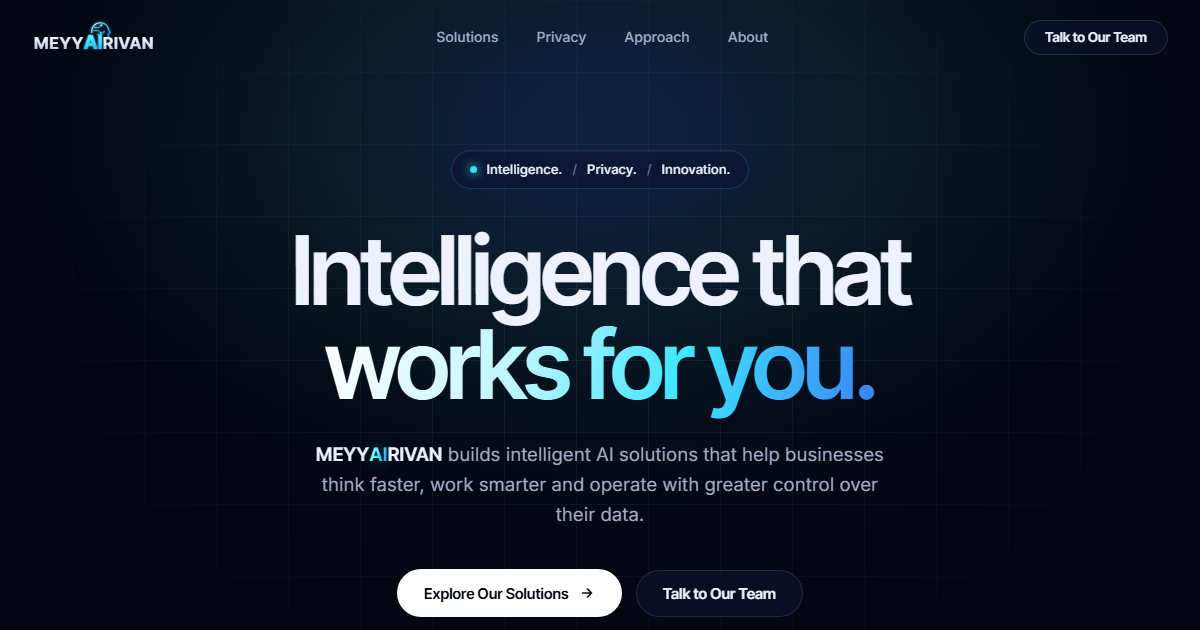 MEYYAIRIVAN
Solutions
Privacy
Approach
About
Talk to Our Team
Intelligence. / Privacy. / Innovation.
Intelligence that
works for you.
MEYYAIRIVAN builds intelligent AI solutions that help businesses
think faster, work smarter and operate with greater control over
their data.
Explore Our Solutions →
Talk to Our Team